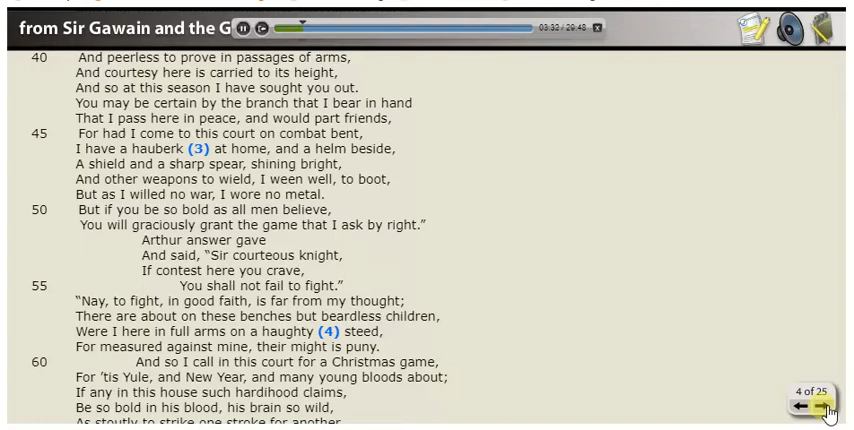 from Sir Gawain and the G
03:32 / 29:48
40 And peerless to prove in passages of arms,
And courtesy here is carried to its height,
And so at this season I have sought you out.
You may be certain by the branch that I bear in hand
That I pass here in peace, and would part friends,
45 For had I come to this court on combat bent,
I have a hauberk (3) at home, and a helm beside,
A shield and a sharp spear, shining bright,
And other weapons to wield, I ween well, to boot,
But as I willed no war, I wore no metal.
50 But if you be so bold as all men believe,
You will graciously grant the game that I ask by right.”
Arthur answer gave
And said, “Sir courteous knight,
If contest here you crave,
55 You shall not fail to fight.”
“Nay, to fight, in good faith, is far from my thought;
There are about on these benches but beardless children,
Were I here in full arms on a haughty (4) steed,
For measured against mine, their might is puny.
60 And so I call in this court for a Christmas game,
For ’tis Yule, and New Year, and many young bloods about;
If any in this house such hardihood claims,
Be so bold in his blood, his brain so wild,
As stoutly to strike one stroke for another
4 of 25